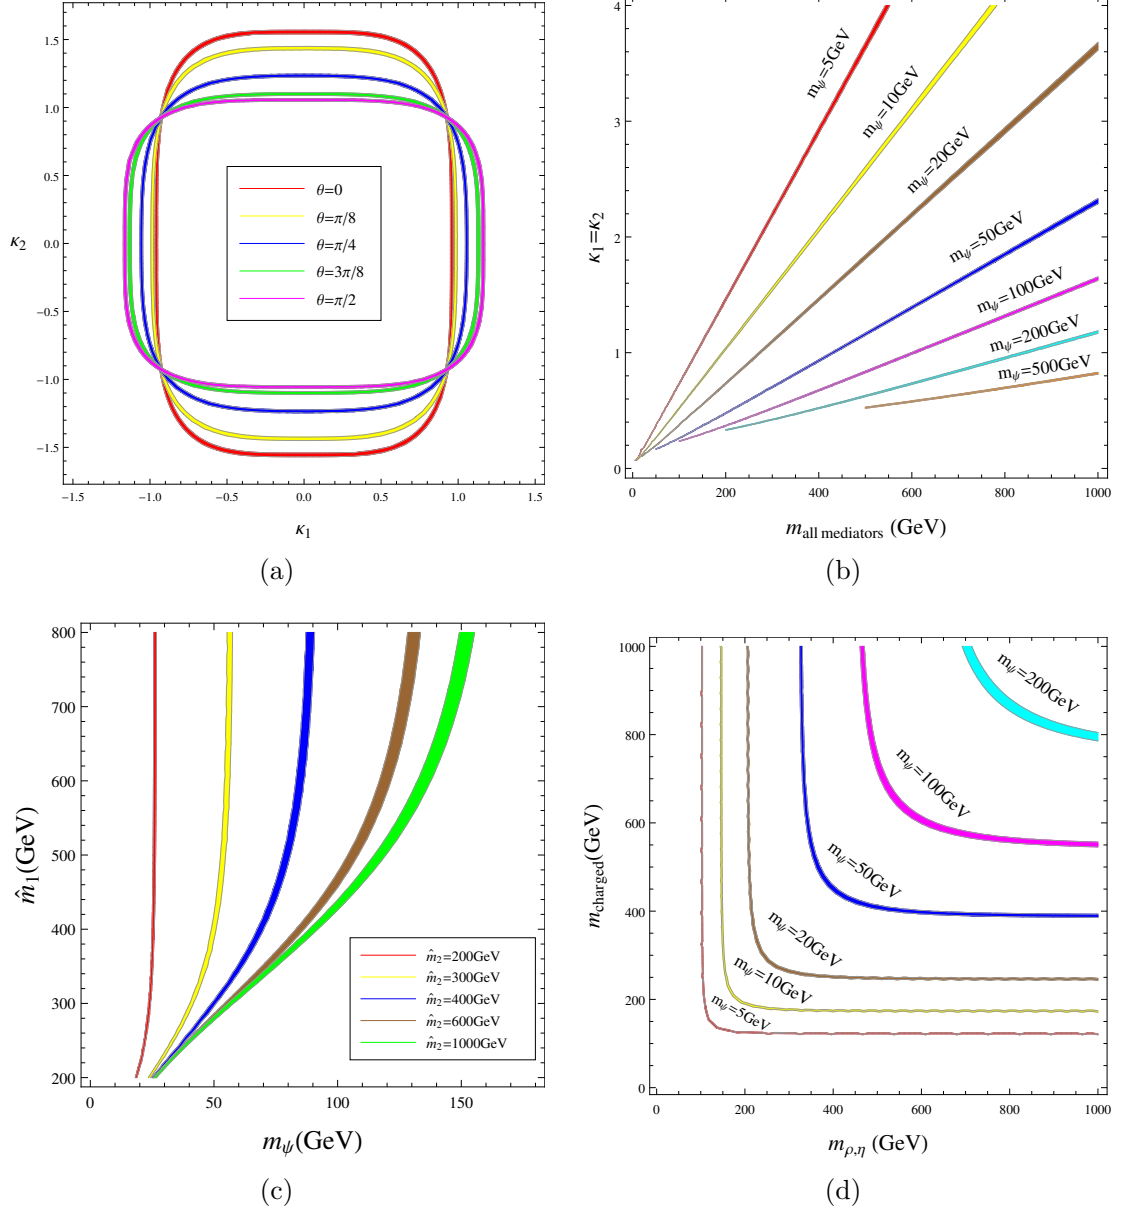 1.5
1.0
0.5
κ2 0.0
−0.5
−1.0
−1.5
θ=0
θ=π/8
θ=π/4
θ=3π/8
θ=π/2
−1.5 −1.0 −0.5 0.0 0.5 1.0 1.5
κ1
(a)
4
3
2
1
0
κ1=κ2
mψ=5GeV
mψ=10GeV
mψ=20GeV
mψ=50GeV
mψ=100GeV
mψ=200GeV
mψ=500GeV
0 200 400 600 800 1000
mall mediators (GeV)
(b)
800
700
600
500
400
300
200
m̂1(GeV)
m̂2=200GeV
m̂2=300GeV
m̂2=400GeV
m̂2=600GeV
m̂2=1000GeV
0 50 100 150
mψ(GeV)
(c)
1000
800
600
400
200
0
mcharged(GeV)
mψ=200GeV
mψ=100GeV
mψ=50GeV
mψ=20GeV
mψ=10GeV
mψ=5GeV
0 200 400 600 800 1000
mρ,η (GeV)
(d)